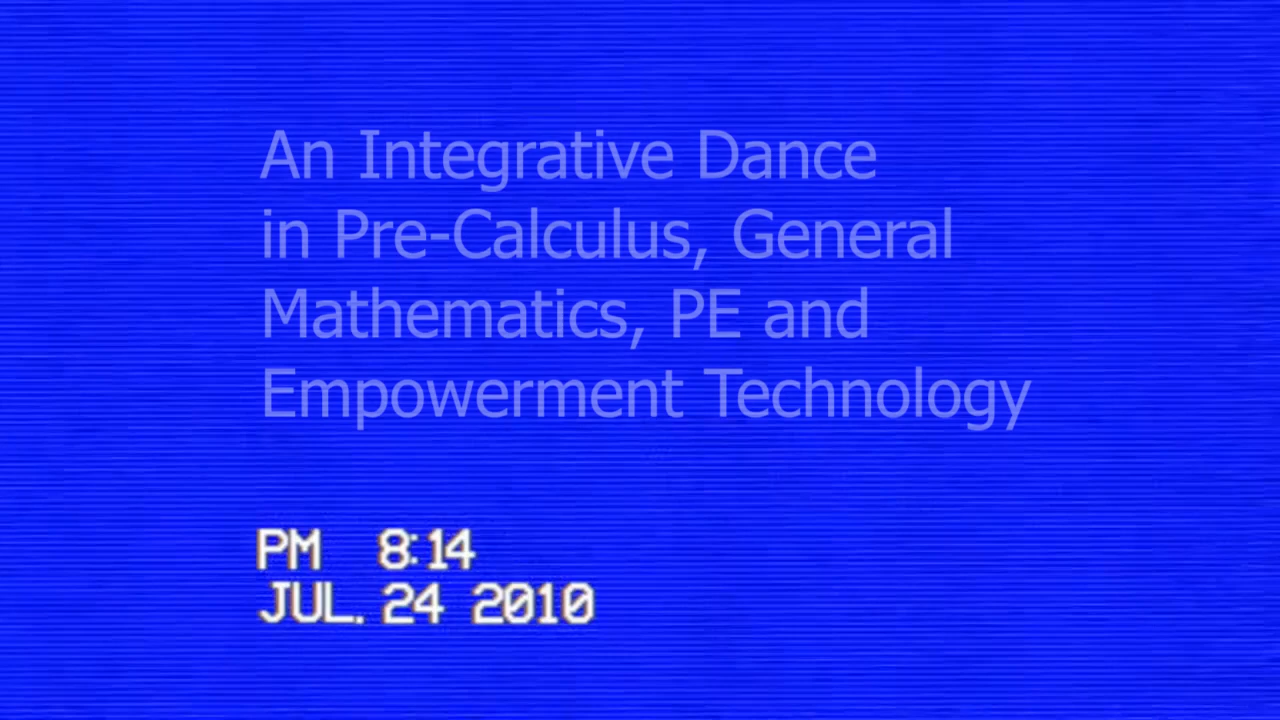 An Integrative Dance
in Pre-Calculus, General
Mathematics, PE and
Empowerment Technology
PM 8:14
JUL. 24 2010